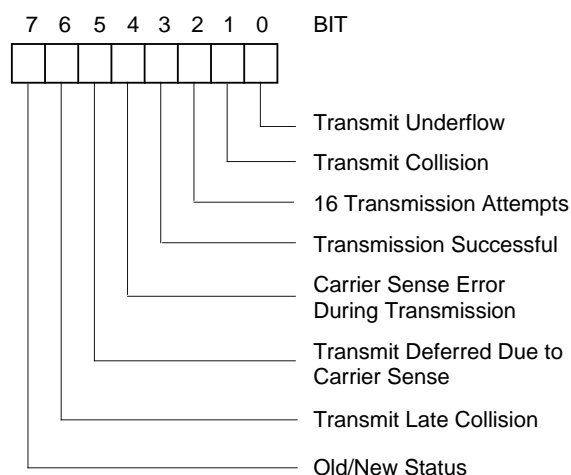 7 6 5 4 3 2 1 0 BIT
Transmit Underflow
Transmit Collision
16 Transmission Attempts
Transmission Successful
Carrier Sense Error
During Transmission
Transmit Deferred Due to
Carrier Sense
Transmit Late Collision
Old/New Status